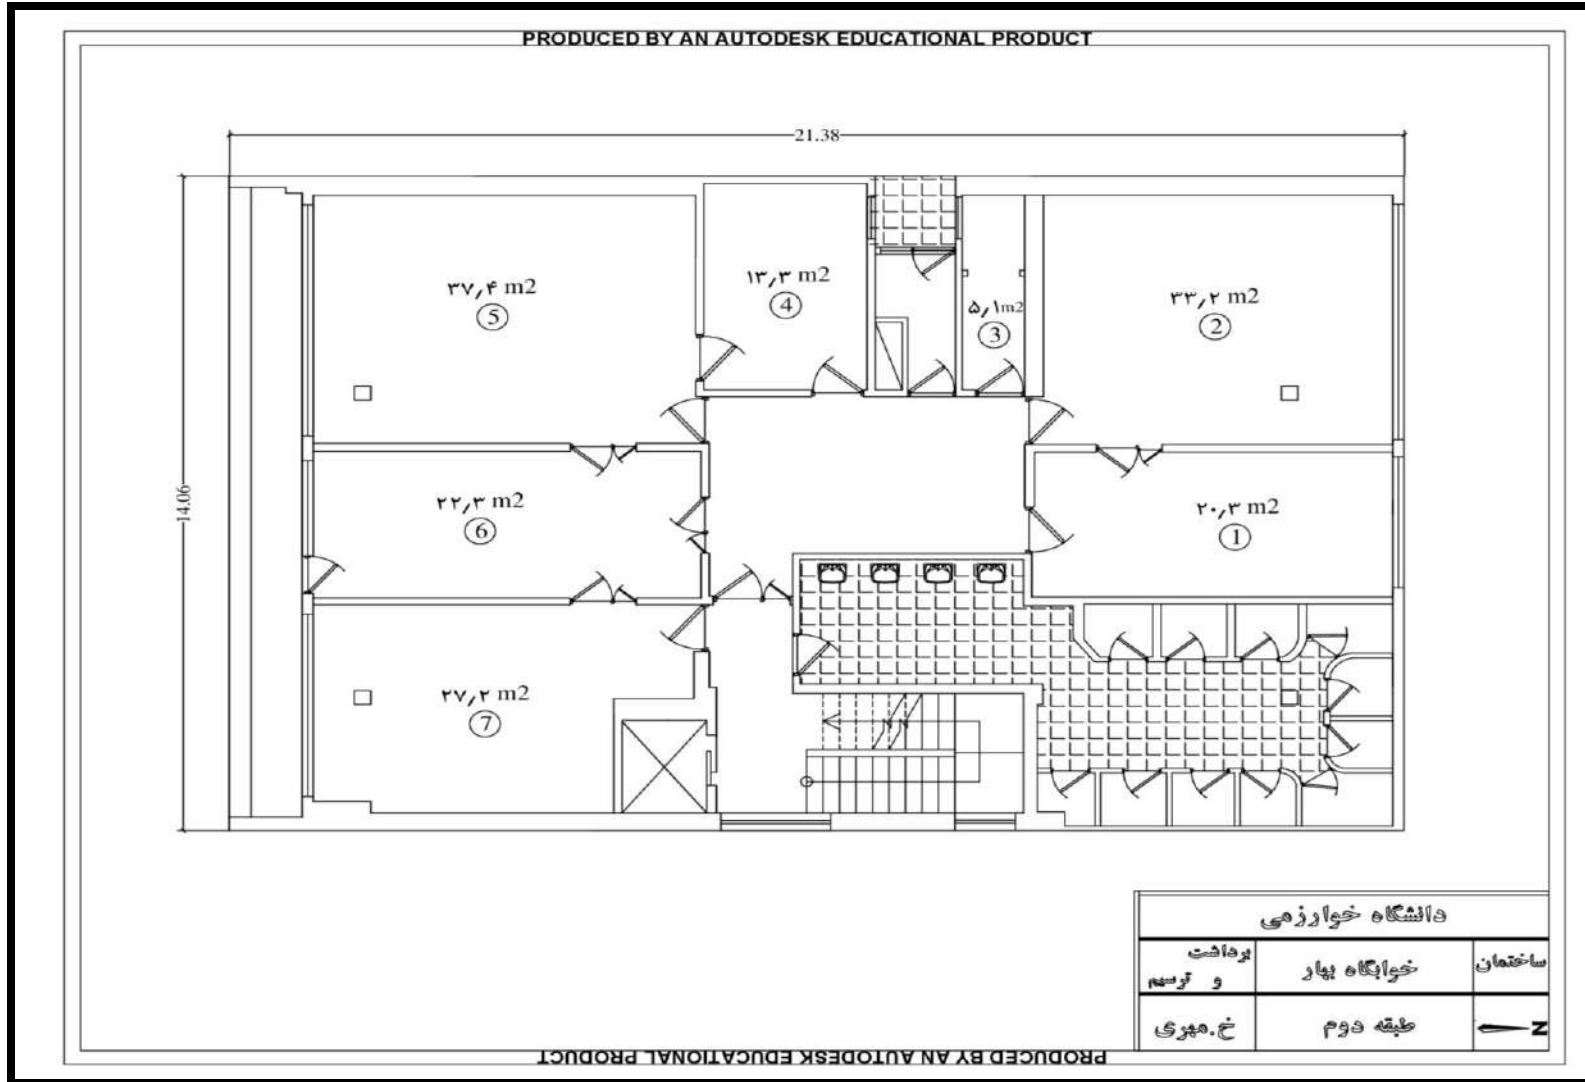 PRODUCED BY AN AUTODESK EDUCATIONAL PRODUCT
21.38
14.06
۳۷٫۴ m2
5
۱۳٫۳ m2
4
۵٫۱m2
3
۳۳٫۲ m2
2
۲۲٫۳ m2
6
۲۰٫۳ m2
1
۲۷٫۲ m2
7
دانشگاه خوارزمی
ساختمان
خوابگاه بهار
برداشت
و ترسیم
N
طبقه دوم
خ.مهری
PRODUCED BY AN AUTODESK EDUCATIONAL PRODUCT